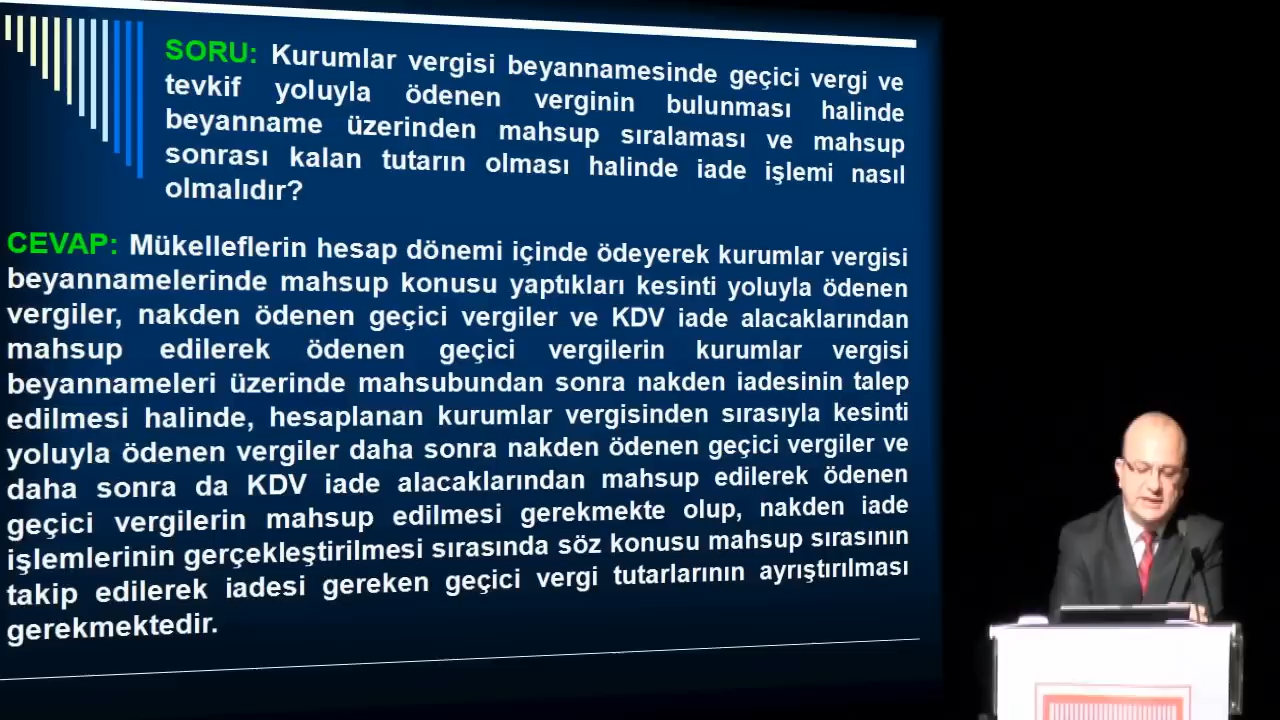 SORU: Kurumlar vergisi beyannamesinde geçici vergi ve
tevkif yoluyla ödenen verginin bulunması halinde
beyanname üzerinden mahsup sıralaması ve mahsup
sonrası kalan tutarın olması halinde iade işlemi nasıl
olmalıdır?
CEVAP: Mükelleflerin hesap dönemi içinde ödeyerek kurumlar vergisi
beyannamelerinde mahsup konusu yaptıkları kesinti yoluyla ödenen
vergiler, nakden ödenen geçici vergiler ve KDV iade alacaklarından
mahsup edilerek ödenen geçici vergilerin kurumlar vergisi
beyannameleri üzerinde mahsubundan sonra nakden iadesinin talep
edilmesi halinde, hesaplanan kurumlar vergisinden sırasıyla kesinti
yoluyla ödenen vergiler daha sonra nakden ödenen geçici vergiler ve
daha sonra da KDV iade alacaklarından mahsup edilerek ödenen
geçici vergilerin mahsup edilmesi gerekmekte olup, nakden iade
işlemlerinin gerçekleştirilmesi sırasında söz konusu mahsup sırasının
takip edilerek iadesi gereken geçici vergi tutarlarının ayrıştırılması
gerekmektedir.